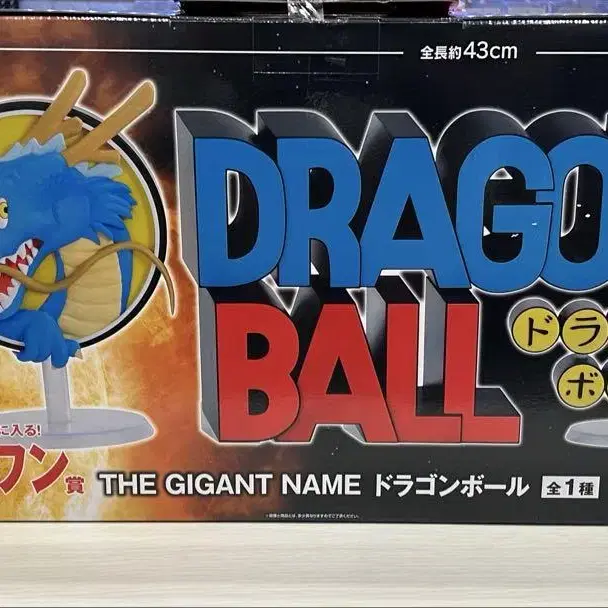 全長約43cm
DRAGO
BALL
ドラ
ボ
に入る!
ワン賞
THE GIGANT NAME ドラゴンボール 全1種